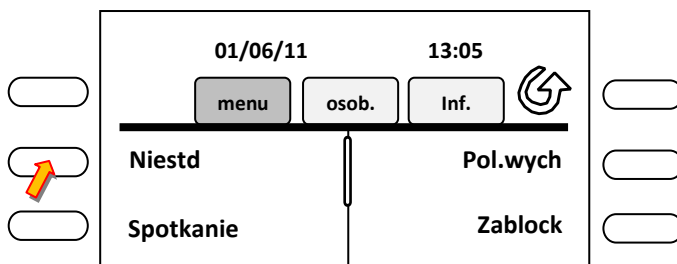 01/06/11 13:05
menu osob. Inf.
Niestd Pol.wych
Spotkanie Zablock